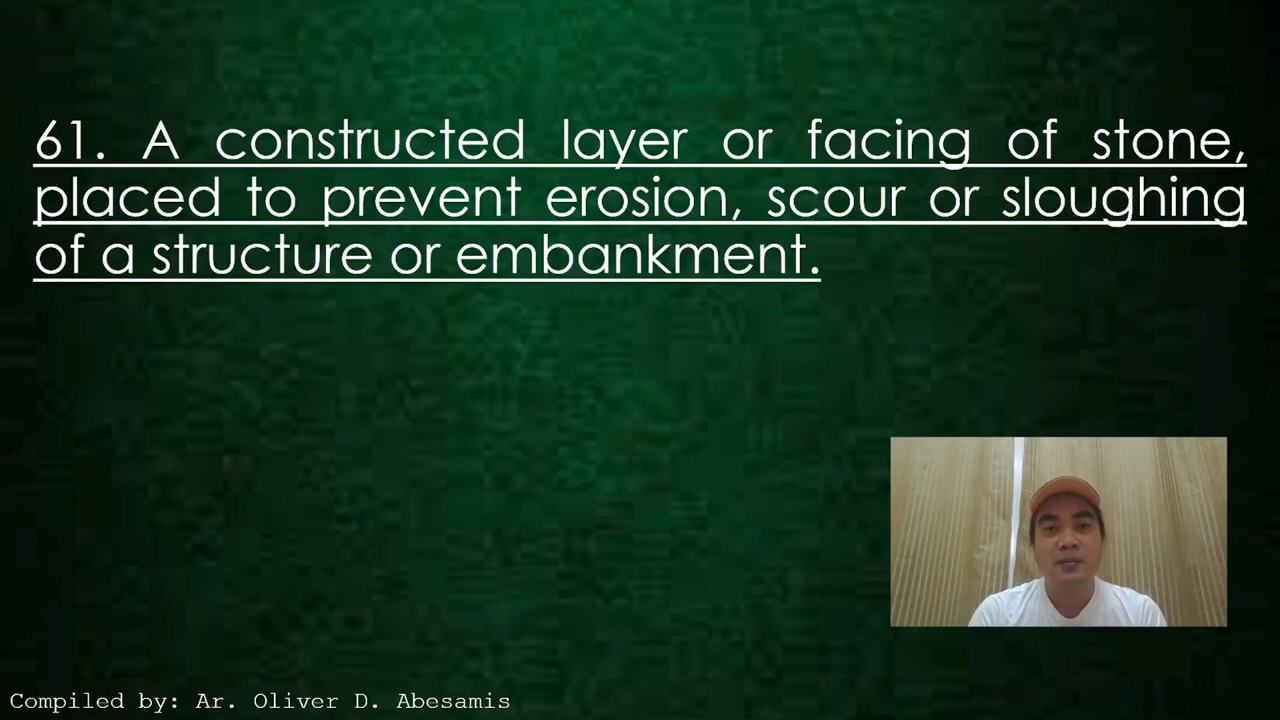 61. A constructed layer or facing of stone,
placed to prevent erosion, scour or sloughing
of a structure or embankment.
Compiled by: Ar. Oliver D. Abesamis